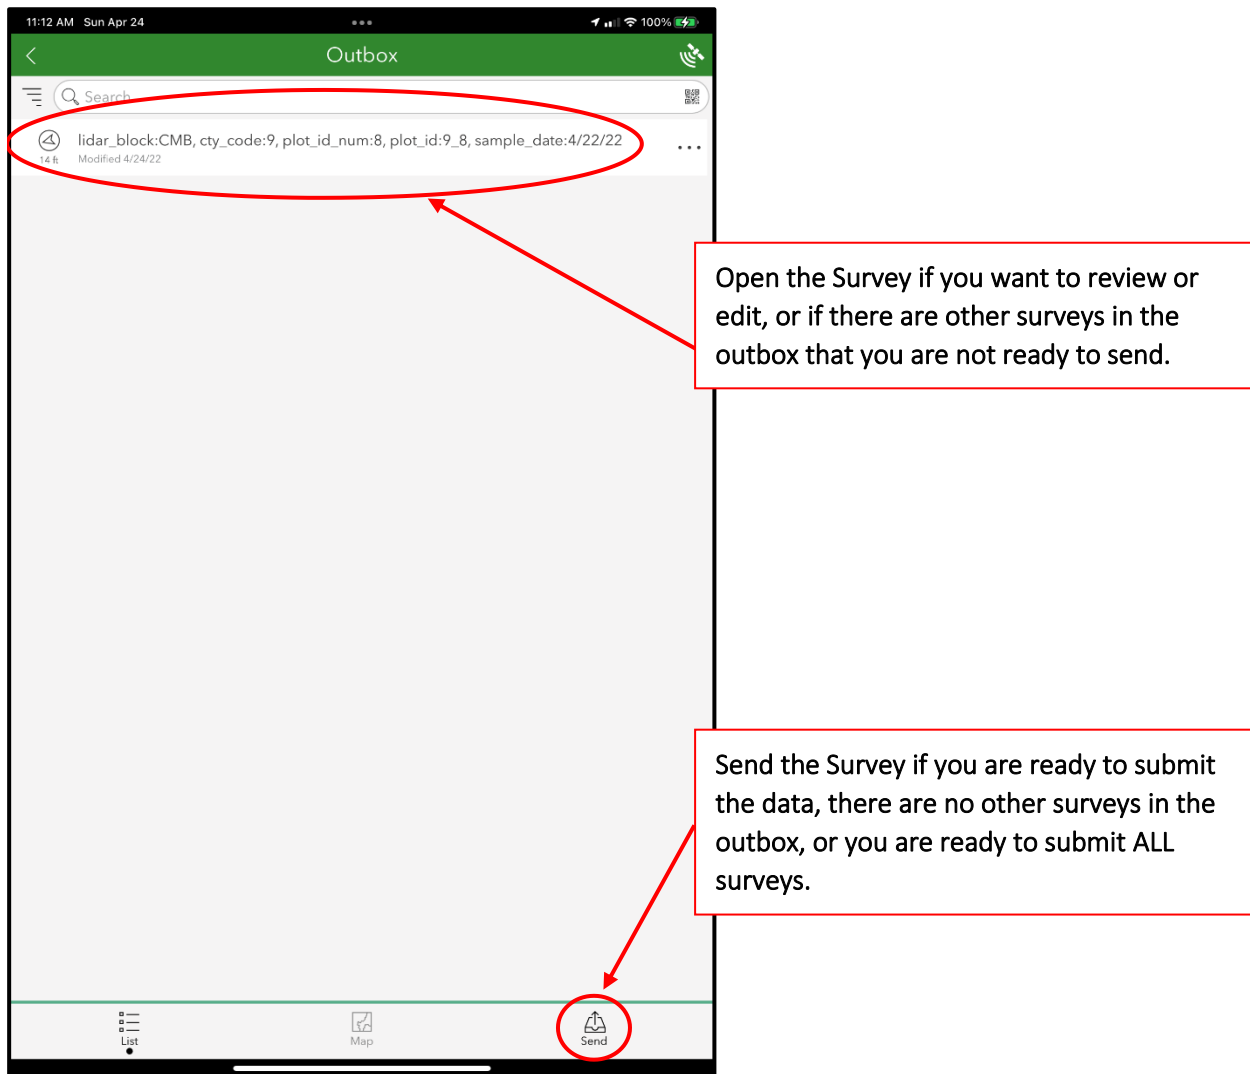 11:12 AM Sun Apr 24
100%
Outbox
Search
lidar_block:CMB, cty_code:9, plot_id_num:8, plot_id:9_8, sample_date:4/22/22
14 ft Modified 4/24/22
Open the Survey if you want to review or
edit, or if there are other surveys in the
outbox that you are not ready to send.
Send the Survey if you are ready to submit
the data, there are no other surveys in the
outbox, or you are ready to submit ALL
surveys.
List
Map
Send